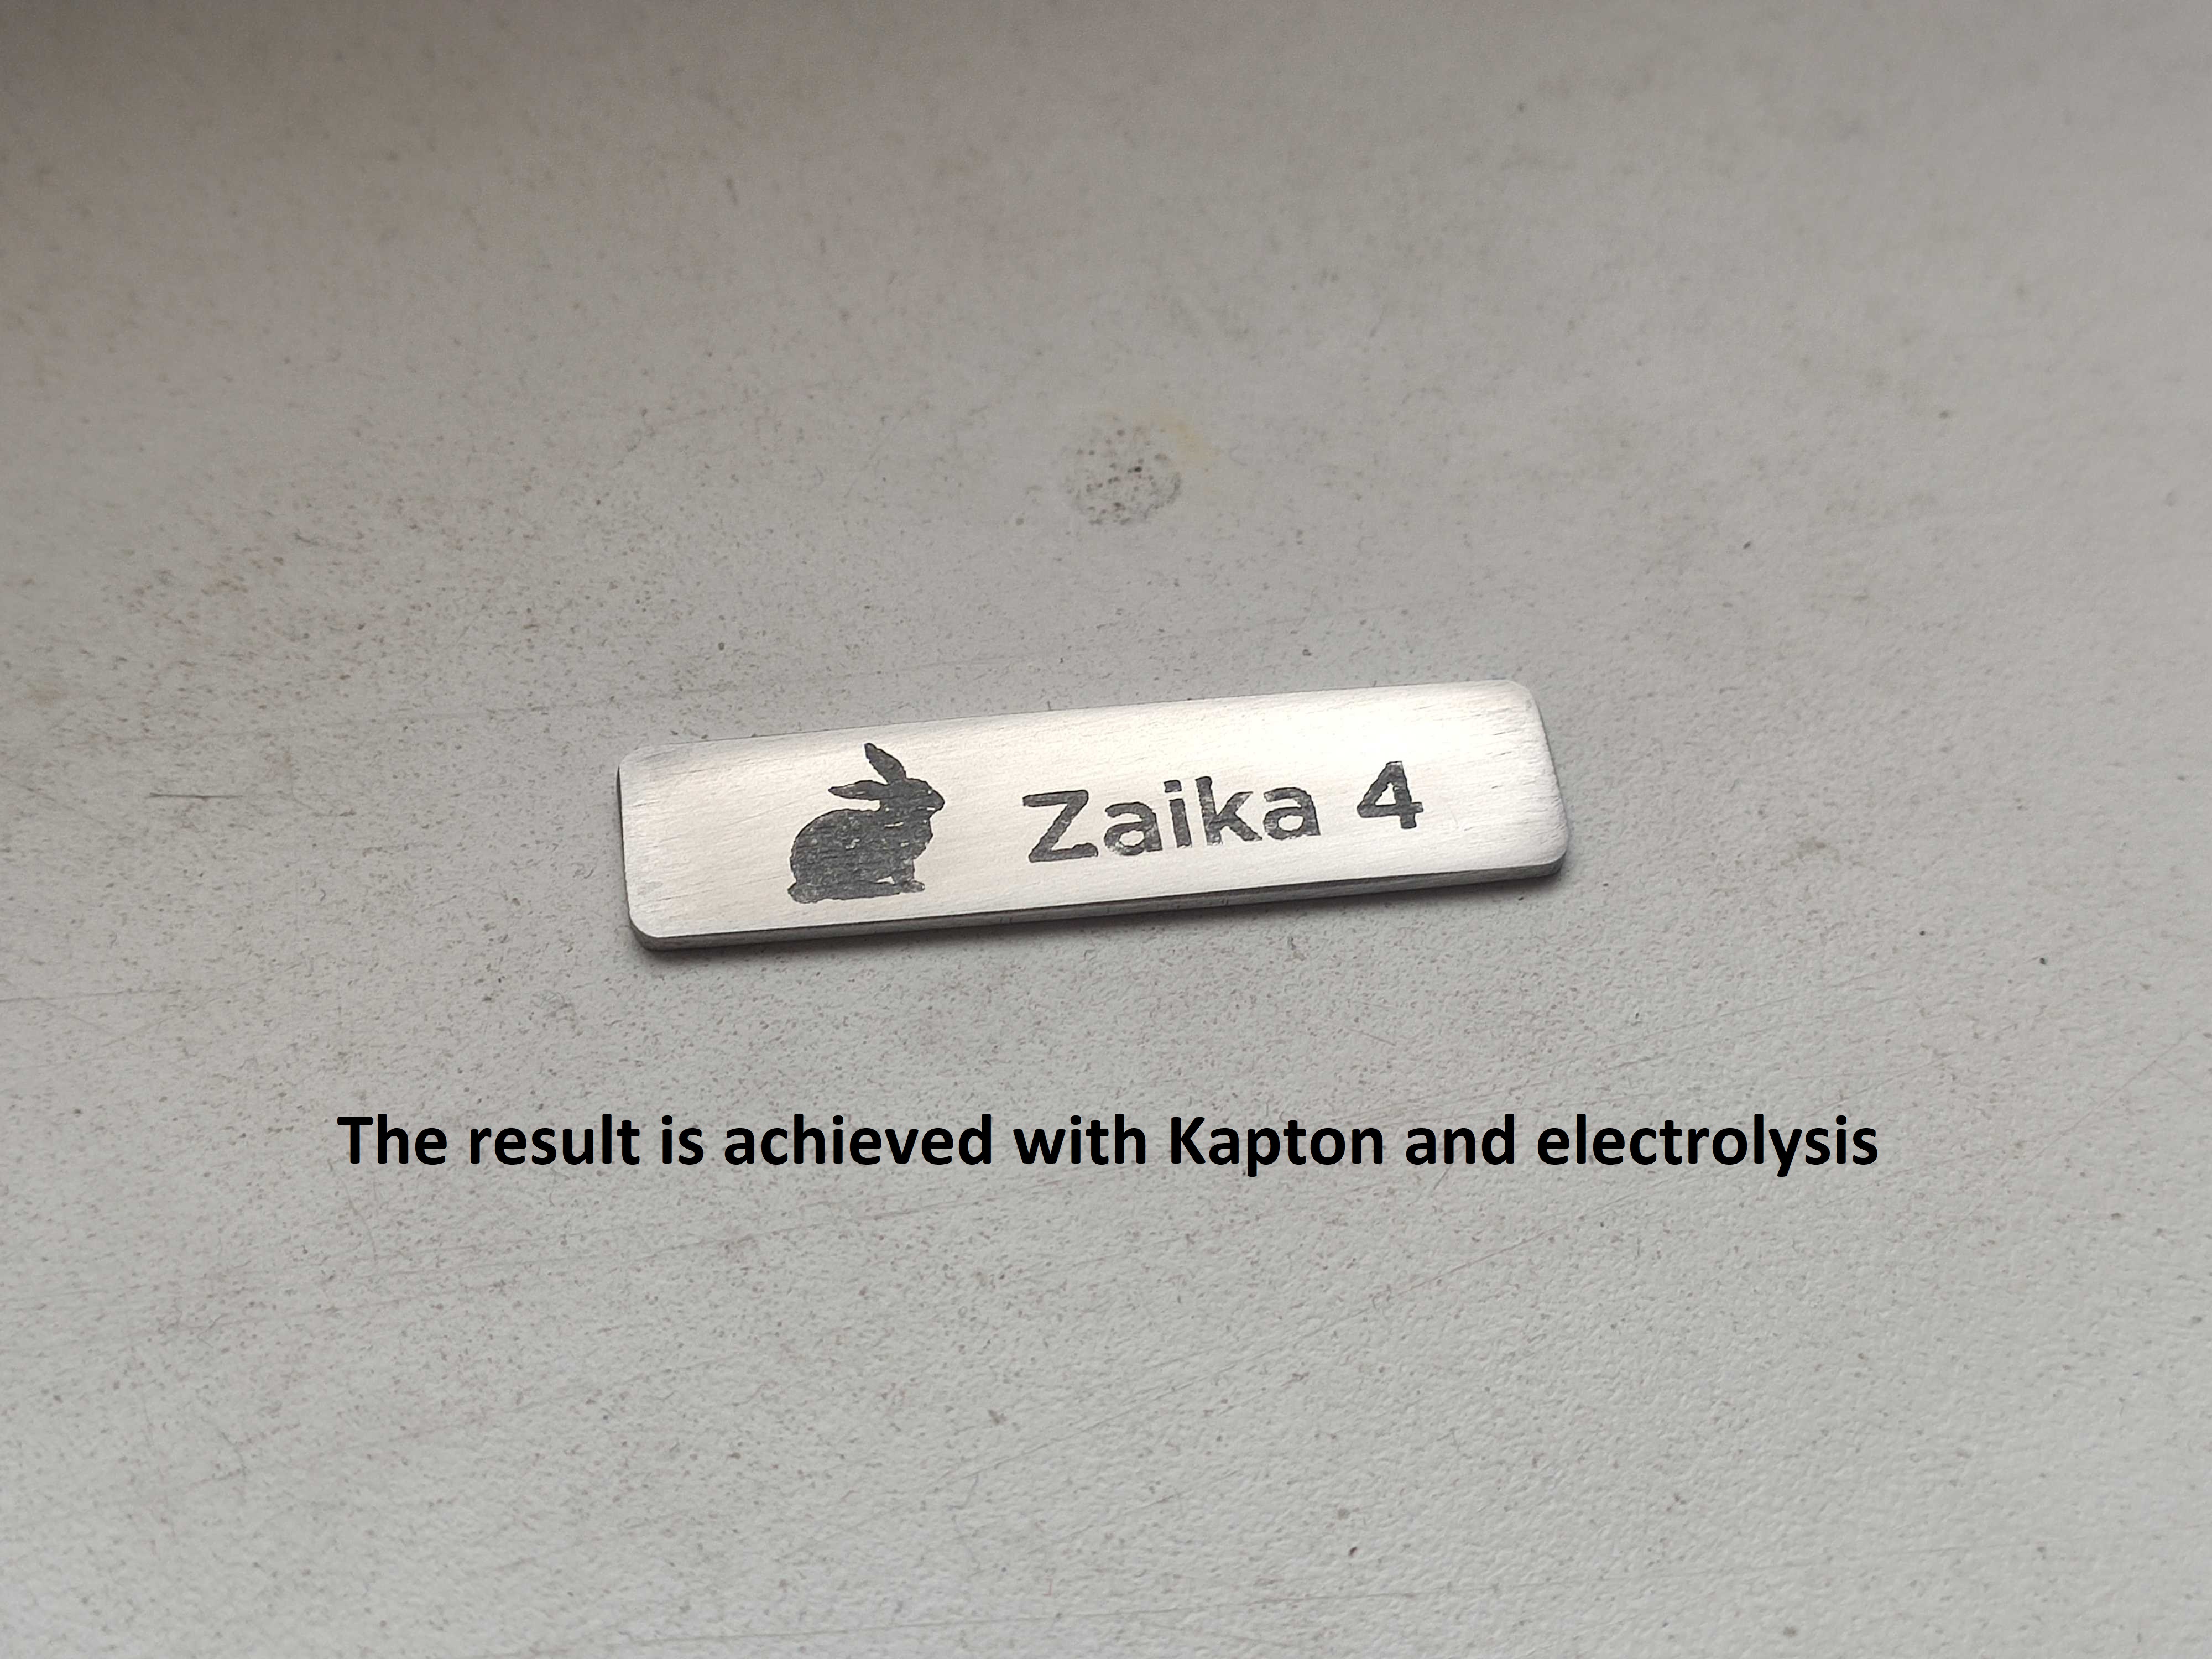 Zaika 4
The result is achieved with Kapton and electrolysis